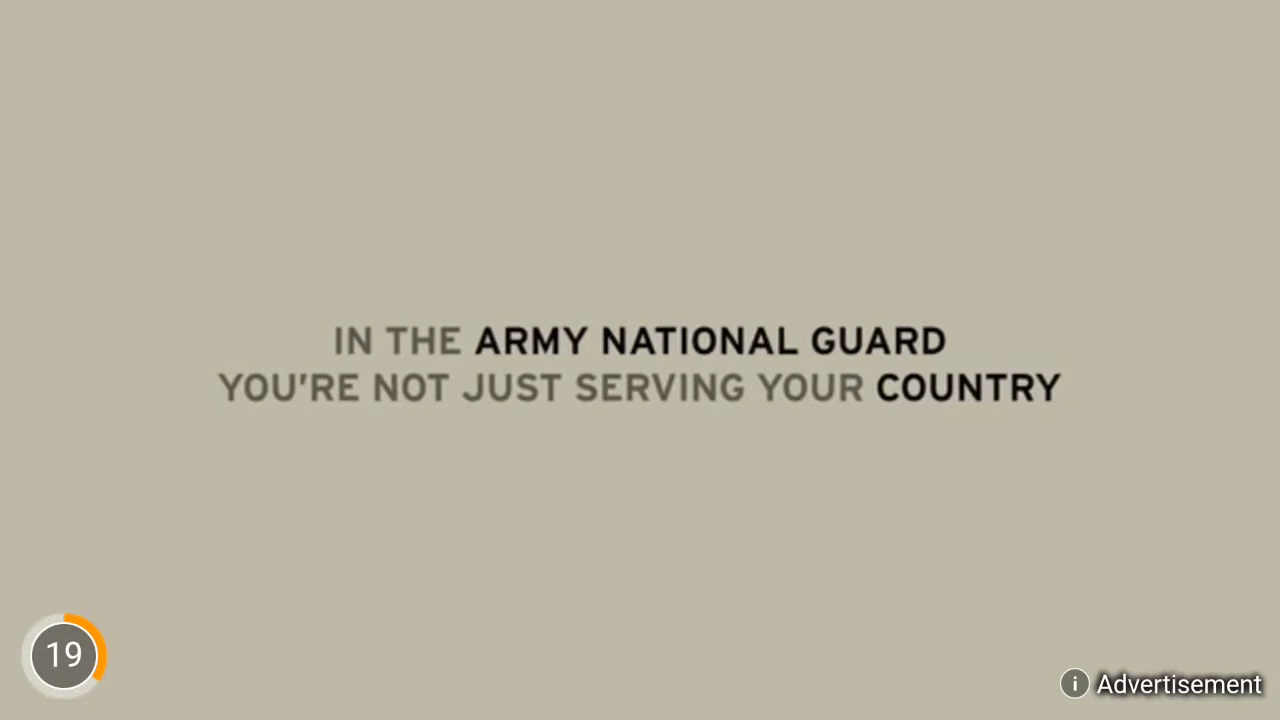 IN THE ARMY NATIONAL GUARD
YOU'RE NOT JUST SERVING YOUR COUNTRY
19
i Advertisement